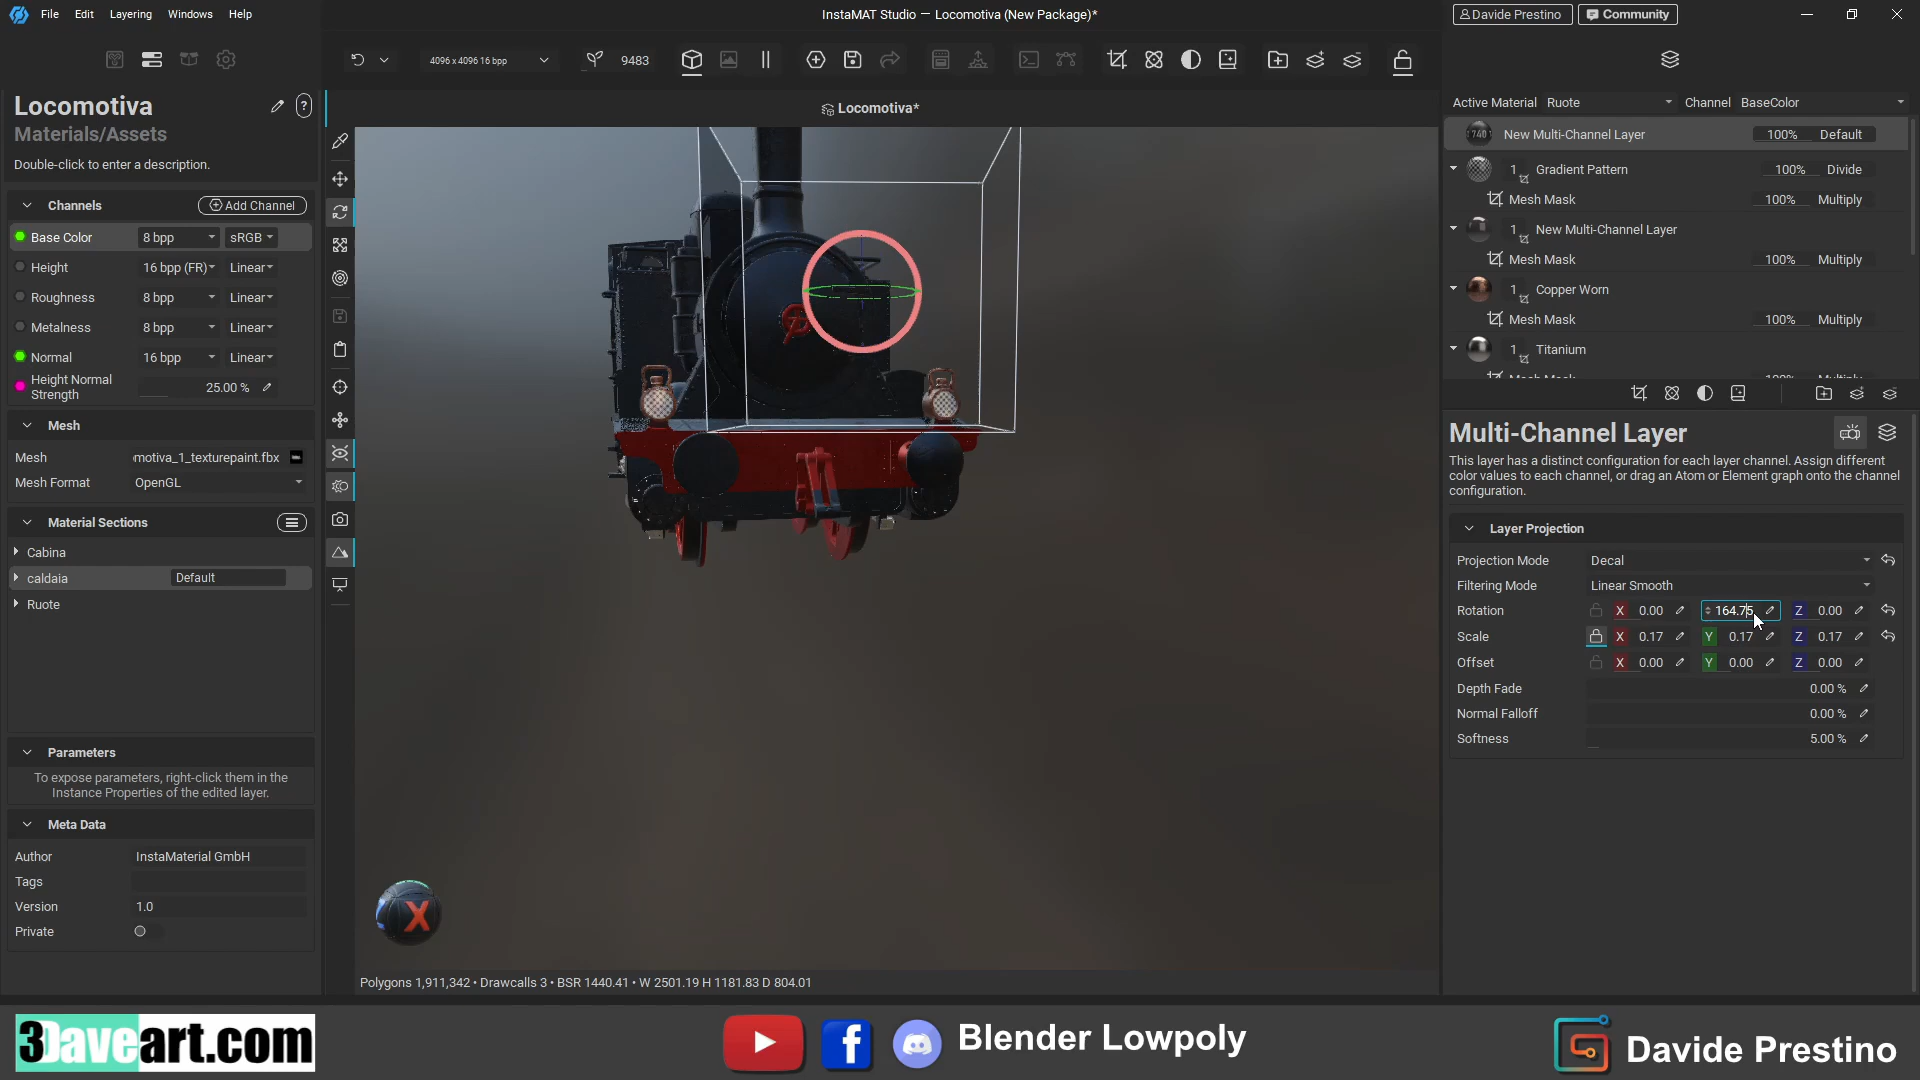 File Edit Layering Windows Help
InstaMAT Studio — Locomotiva (New Package)*
Davide Prestino Community
4096 x 4096 16 bpp
9483
Locomotiva
Materials/Assets
Double-click to enter a description.
Channels
Add Channel
Base Color 8 bpp sRGB
Height 16 bpp (FR) Linear
Roughness 8 bpp Linear
Metalness 8 bpp Linear
Normal 16 bpp Linear
Height Normal Strength 25.00 %
Mesh
Mesh motiva_1_texturepaint.fbx
Mesh Format OpenGL
Material Sections
Cabina
caldaia Default
Ruote
Parameters
To expose parameters, right-click them in the
Instance Properties of the edited layer.
Meta Data
Author InstaMaterial GmbH
Tags
Version 1.0
Private
Locomotiva*
X
Polygons 1,911,342 • Drawcalls 3 • BSR 1440.41 • W 2501.19 H 1181.83 D 804.01
Active Material Ruote Channel BaseColor
740 New Multi-Channel Layer 100% Default
1 Gradient Pattern 100% Divide
Mesh Mask 100% Multiply
1 New Multi-Channel Layer
Mesh Mask 100% Multiply
1 Copper Worn
Mesh Mask 100% Multiply
1 Titanium
Mesh Mask 100% Multiply
Multi-Channel Layer
This layer has a distinct configuration for each layer channel. Assign different
color values to each channel, or drag an Atom or Element graph onto the channel
configuration.
Layer Projection
Projection Mode Decal
Filtering Mode Linear Smooth
Rotation X 0.00 164.75 Z 0.00
Scale X 0.17 Y 0.17 Z 0.17
Offset X 0.00 Y 0.00 Z 0.00
Depth Fade 0.00 %
Normal Falloff 0.00 %
Softness 5.00 %
3Daveart.com
Blender Lowpoly
Davide Prestino